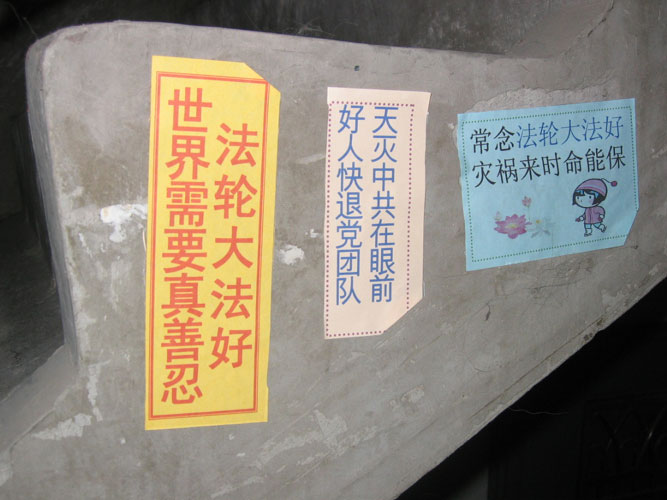 法轮大法好
世界需要真善忍
天灭中共在眼前
好人快退党团队
常念法轮大法好
灾祸来时命能保